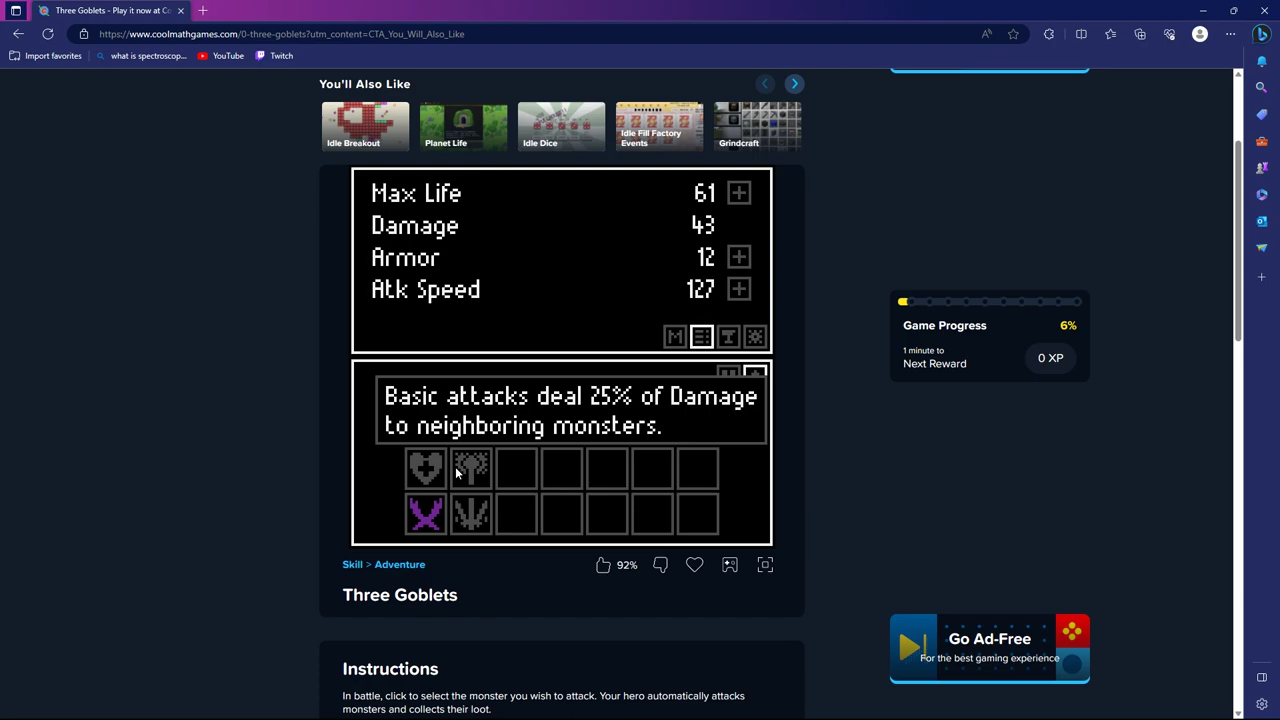 Three Goblets - Play it now at Co
https://www.coolmathgames.com/0-three-goblets?utm_content=CTA_You_Will_Also_Like
Import favorites
what is spectroscop...
YouTube
Twitch
You'll Also Like
Idle Breakout
Planet Life
Idle Dice
Idle Fill Factory
Events
Grindcraft
Max Life 61
Damage 43
Armor 12
Atk Speed 127
Basic attacks deal 25% of Damage
to neighboring monsters.
Game Progress 6%
1 minute to
Next Reward
0 XP
Skill > Adventure
92%
Three Goblets
Go Ad-Free
For the best gaming experience
Instructions
In battle, click to select the monster you wish to attack. Your hero automatically attacks
monsters and collects their loot.